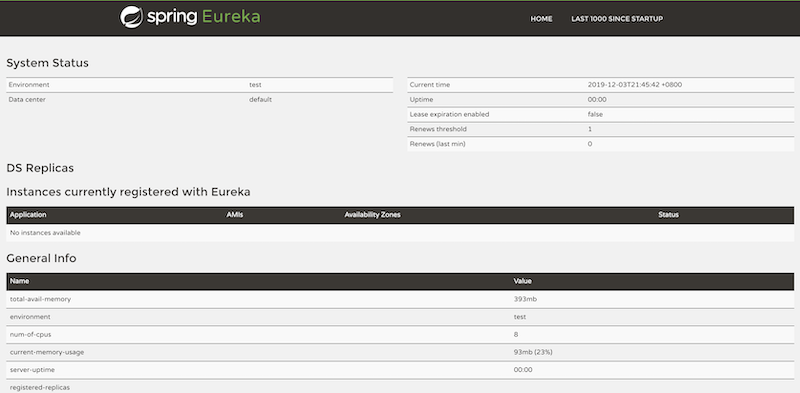 spring Eureka
HOME LAST 1000 SINCE STARTUP
System Status
Environment test
Data center default
Current time 2019-12-03T21:45:42 +0800
Uptime 00:00
Lease expiration enabled false
Renews threshold 1
Renews (last min) 0
DS Replicas
Instances currently registered with Eureka
Application AMIs Availability Zones Status
No instances available
General Info
Name Value
total-avail-memory 393mb
environment test
num-of-cpus 8
current-memory-usage 93mb (23%)
server-uptime 00:00
registered-replicas